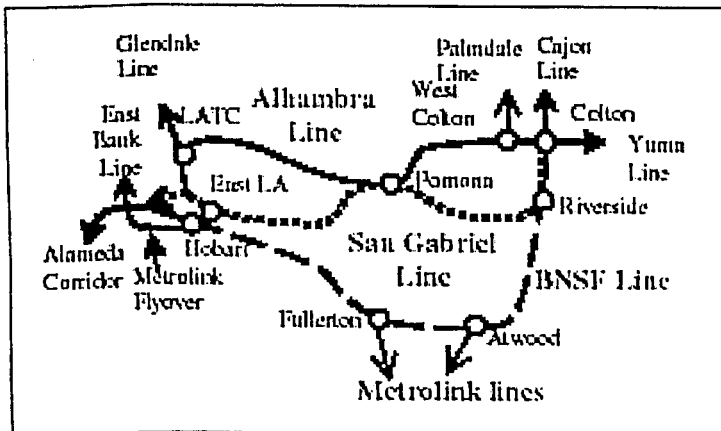 Glendale
Line
Palmdale
Line
Cajon
Line
LATC
Alhambra
Line
West
Colton
Colton
East
Bank
Line
Yuma
Line
East LA
Pomona
Riverside
Alameda
Corridor
Hobart
San Gabriel
Line
Metrolink
Flyover
BNSF Line
Fullerton
Atwood
Metrolink lines